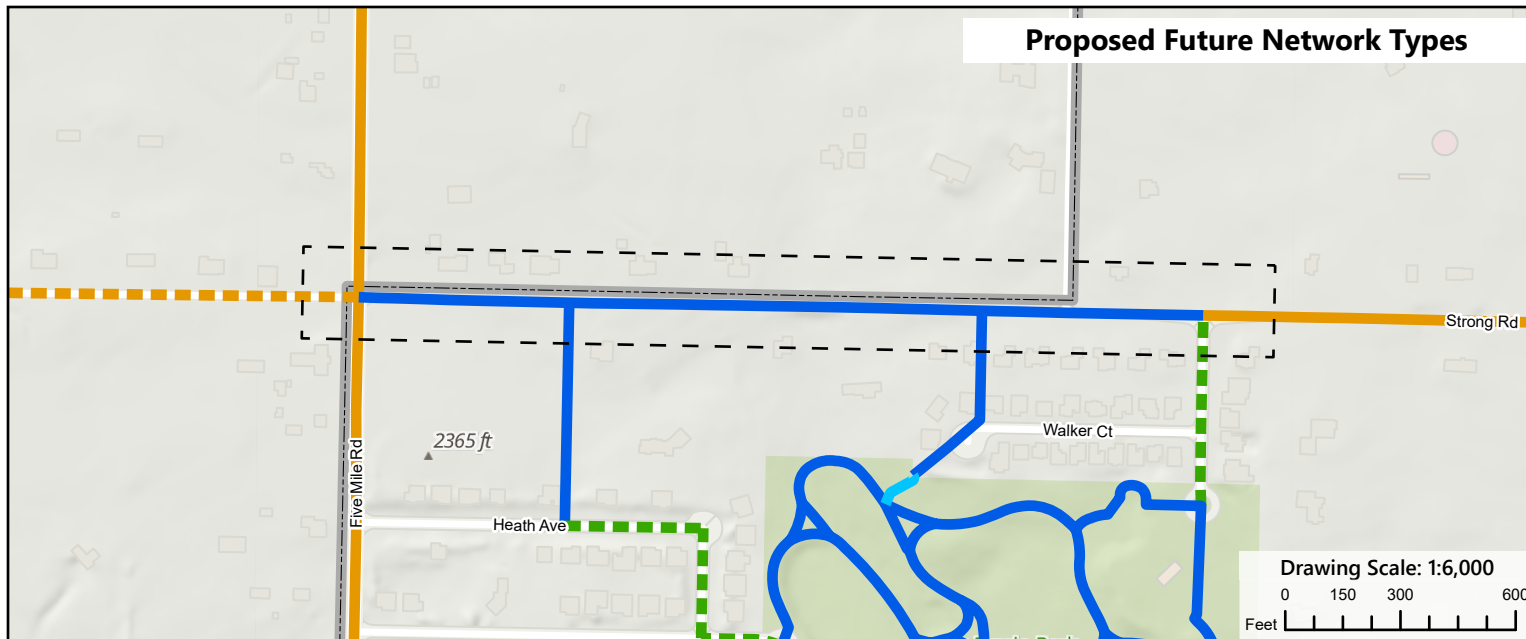 Proposed Future Network Types
Strong Rd
Walker Ct
2365 ft
Five Mile Rd
Heath Ave
Drawing Scale: 1:6,000
0 150 300 600
Feet